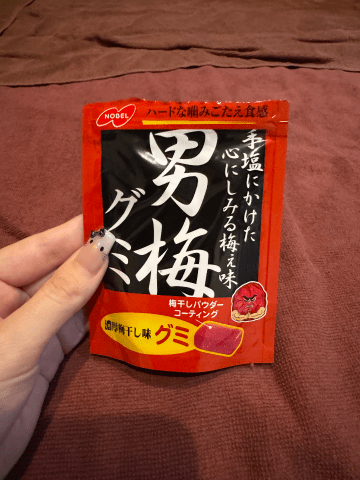 NOBEL
ハードな噛みごたえ食感
手塩にかけた
心にしみる梅ぇ味
男梅
グミ
梅干しパウダー
コーティング
濃厚梅干し味 グミ